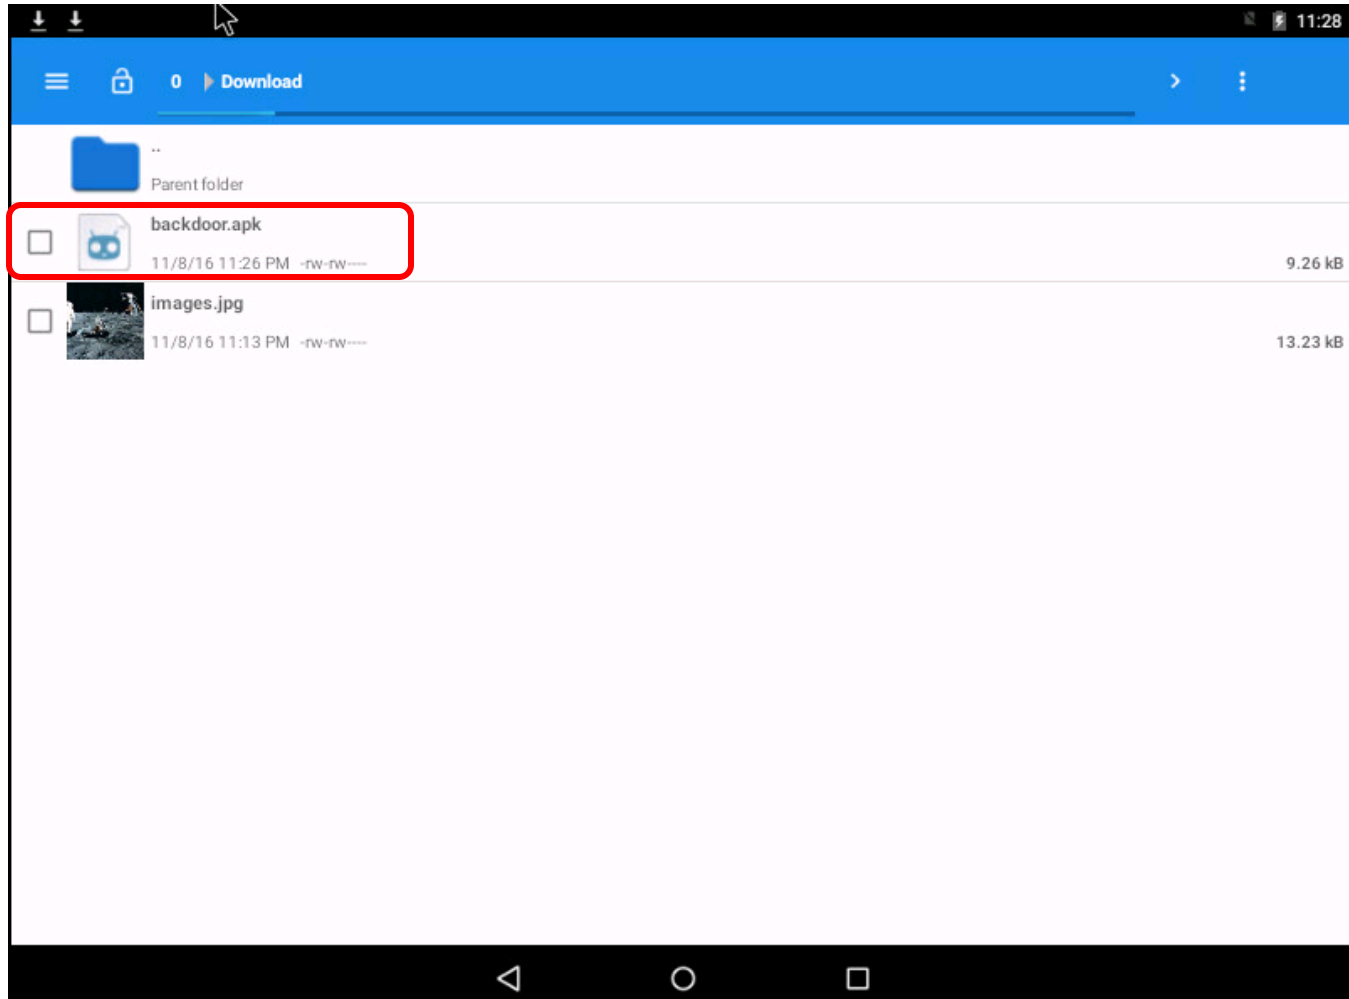 11:28
0 Download
..
Parent folder
backdoor.apk
11/8/16 11:26 PM -rw-rw----
9.26 kB
images.jpg
11/8/16 11:13 PM -rw-rw----
13.23 kB